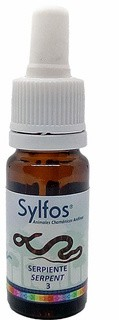 Sylfos®
Animales Chamánicos Andinos
SERPIENTE
SERPENT
3